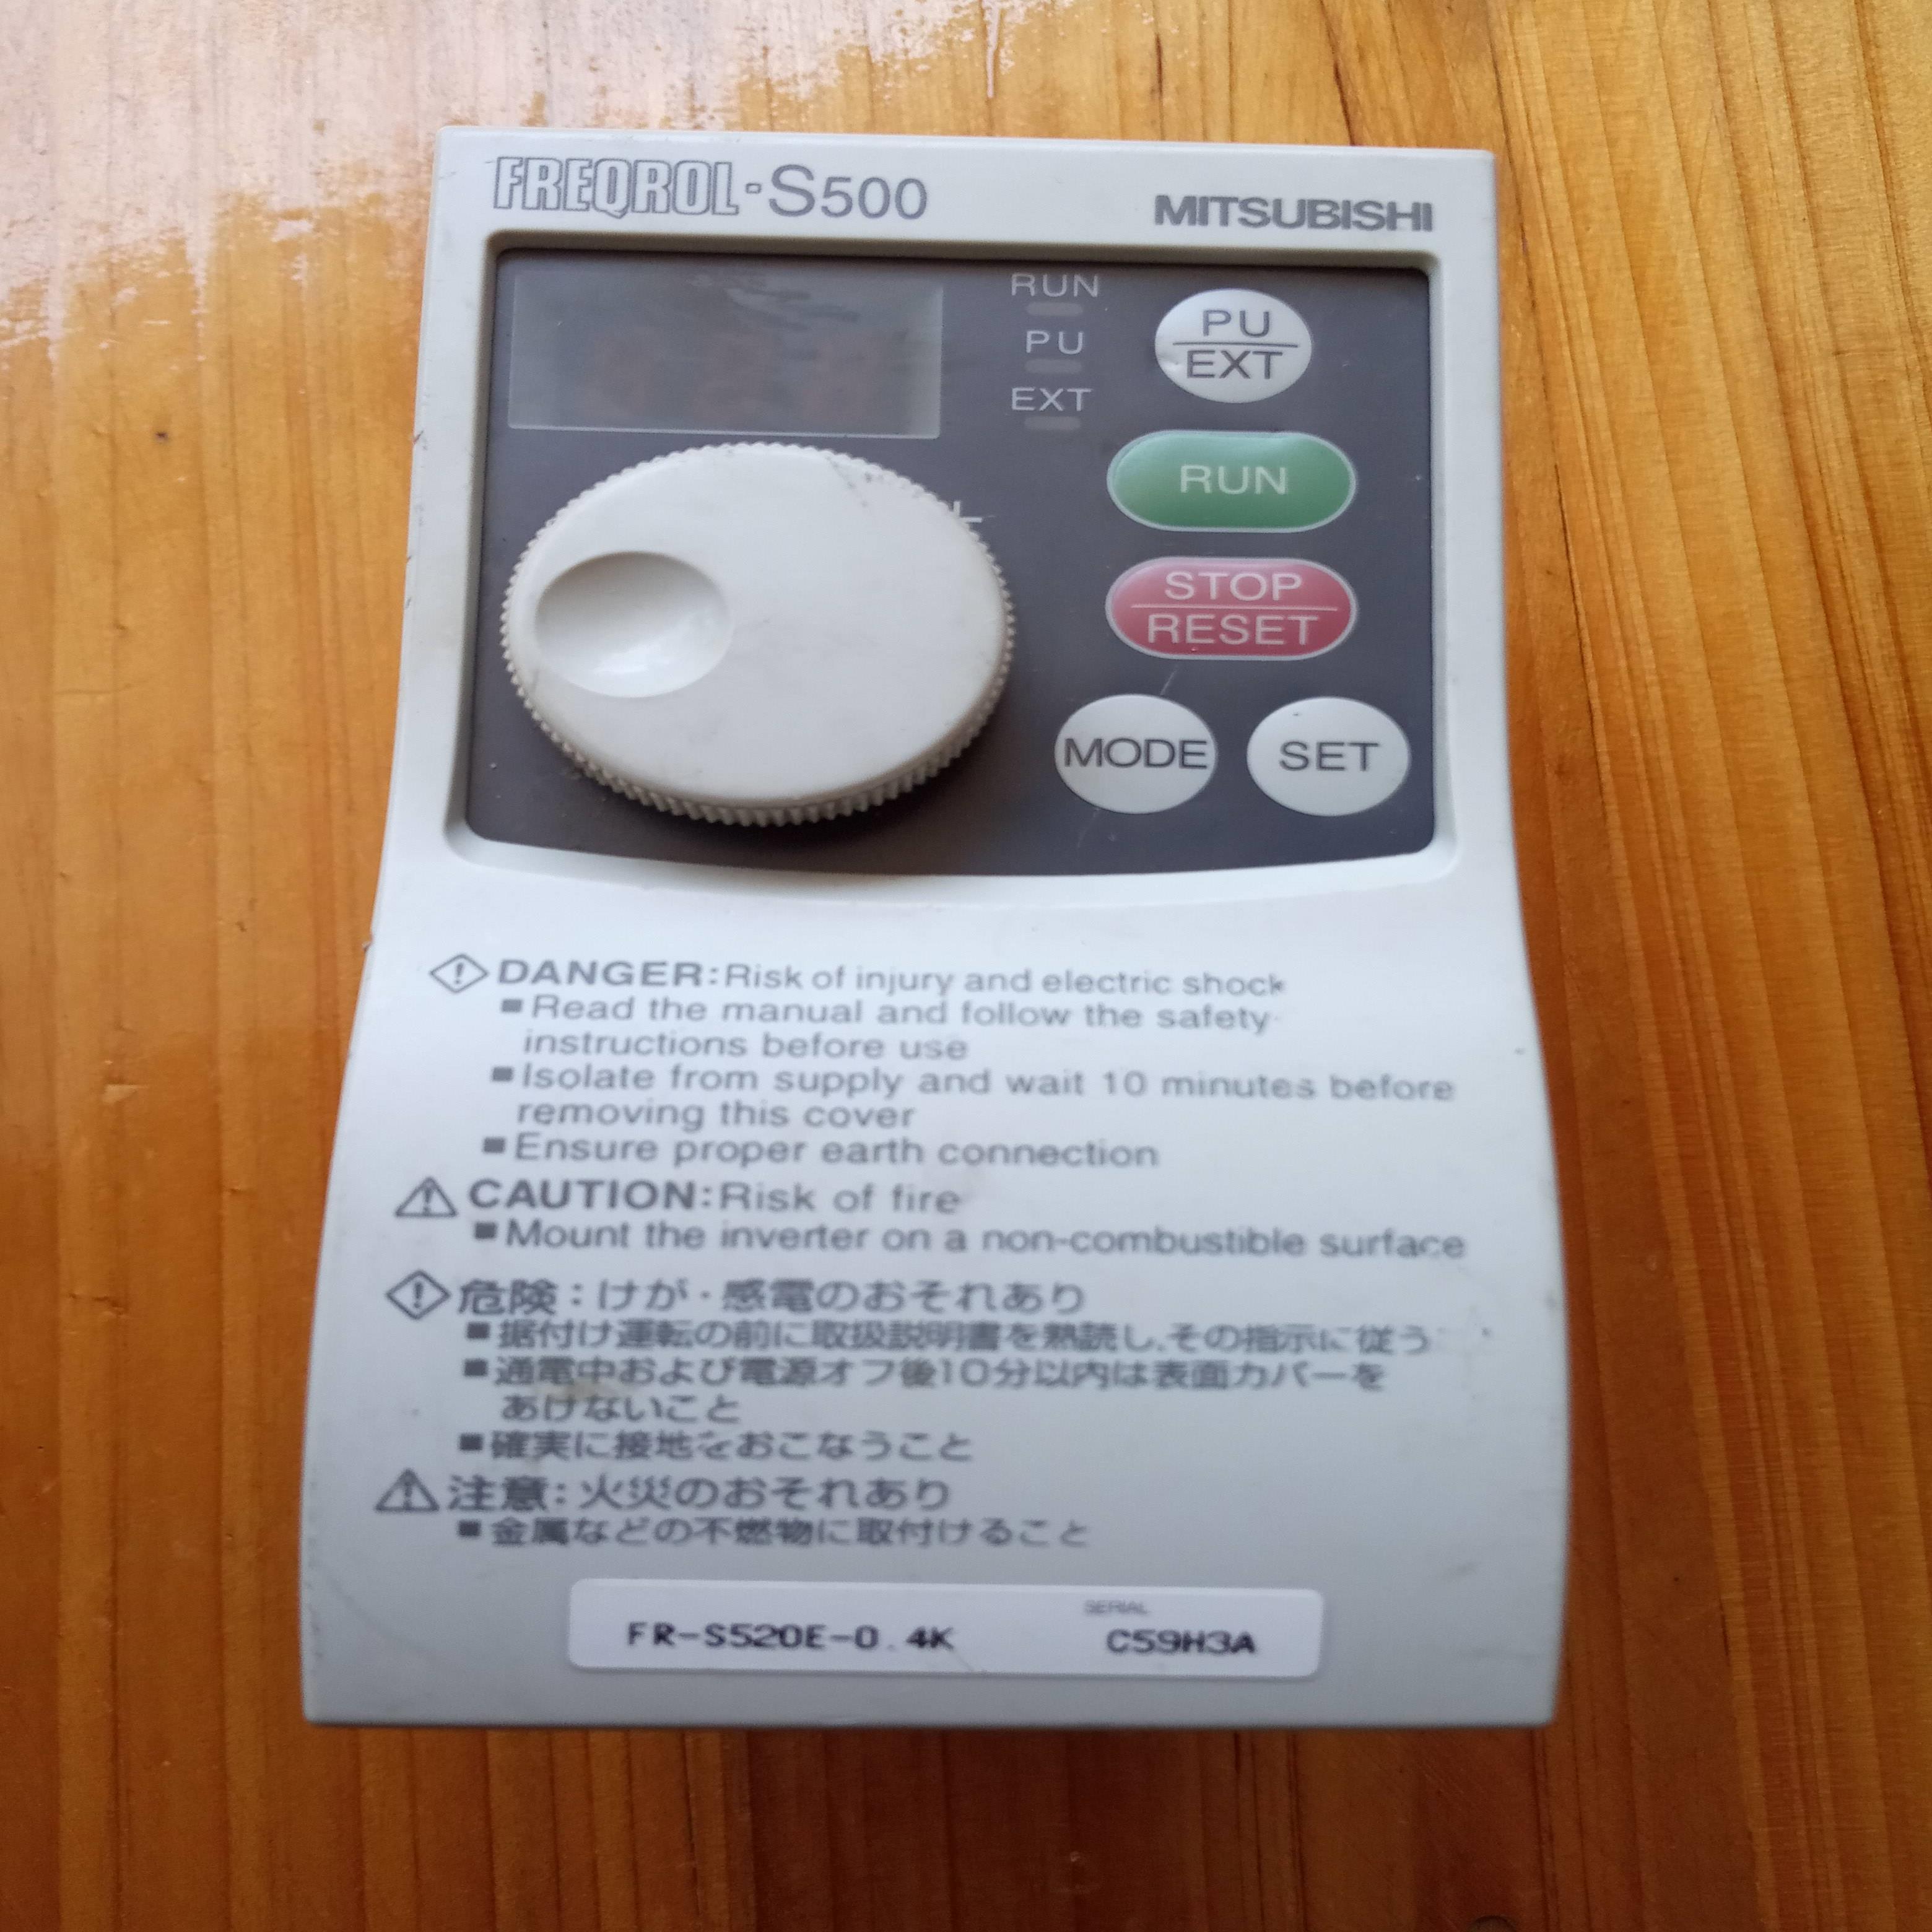 FREQROL-S500 MITSUBISHI
RUN
PU
EXT
PU
EXT
RUN
STOP
RESET
MODE SET
DANGER:Risk of injury and electric shock
■Read the manual and follow the safety
instructions before use
■Isolate from supply and wait 10 minutes before
removing this cover
■Ensure proper earth connection
CAUTION:Risk of fire
■Mount the inverter on a non-combustible surface
危険：けが・感電のおそれあり
■据付け運転の前に取扱説明書を熟読し、その指示に従う
■通電中および電源オフ後10分以内は表面カバーを
あけないこと
■確実に接地をおこなうこと
注意：火災のおそれあり
■金属などの不燃物に取付けること
SERIAL
FR-S520E-0.4K C59H3A